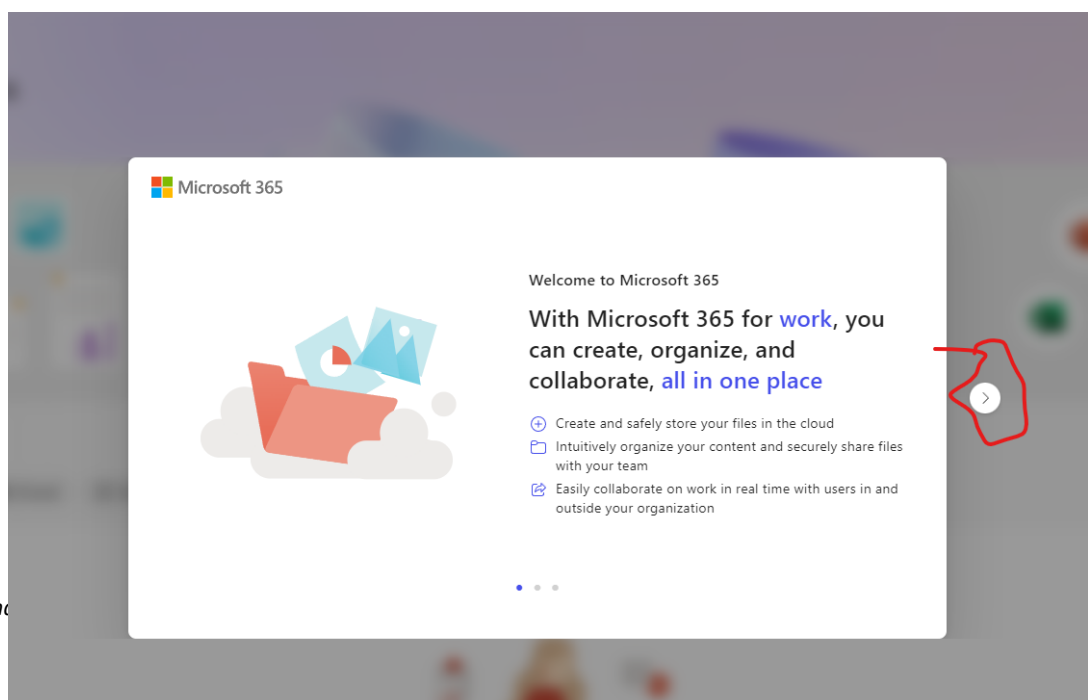 Microsoft 365
Welcome to Microsoft 365
With Microsoft 365 for work, you
can create, organize, and
collaborate, all in one place
Create and safely store your files in the cloud
Intuitively organize your content and securely share files
with your team
Easily collaborate on work in real time with users in and
outside your organization